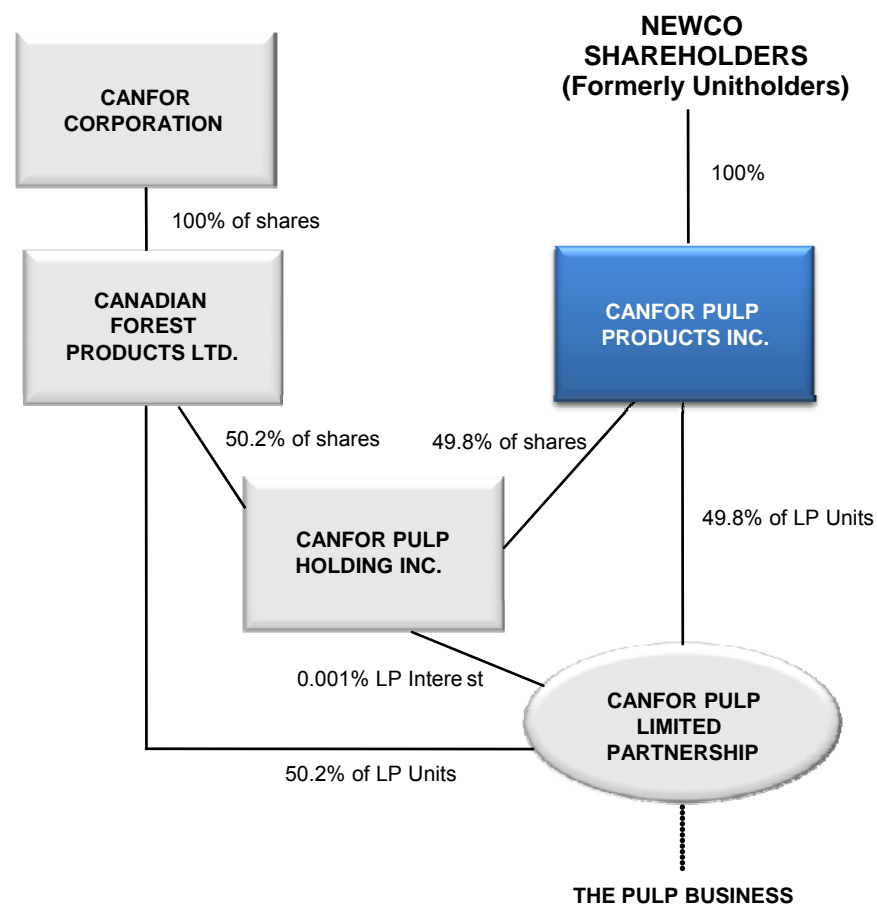 NEWCO
SHAREHOLDERS
(Formerly Unitholders)
CANFOR
CORPORATION
100%
100% of shares
CANADIAN
FOREST
PRODUCTS LTD.
CANFOR PULP
PRODUCTS INC.
50.2% of shares
49.8% of shares
49.8% of LP Units
CANFOR PULP
HOLDING INC.
0.001% LP Intere st
CANFOR PULP
LIMITED
PARTNERSHIP
50.2% of LP Units
THE PULP BUSINESS